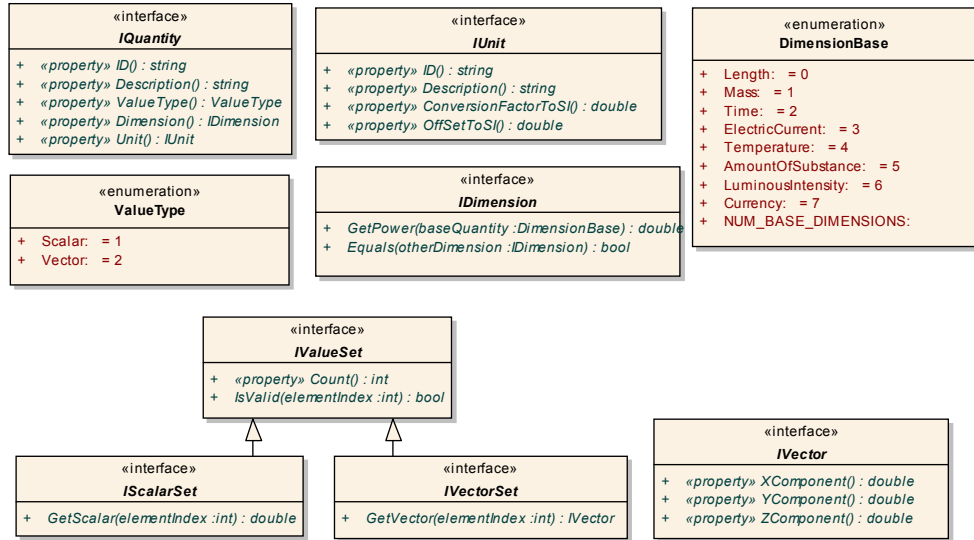 «interface»
IQuantity
+ «property» ID() : string
+ «property» Description() : string
+ «property» ValueType() : ValueType
+ «property» Dimension() : IDimension
+ «property» Unit() : IUnit
«interface»
IUnit
+ «property» ID() : string
+ «property» Description() : string
+ «property» ConversionFactorToSI() : double
+ «property» OffSetToSI() : double
«enumeration»
DimensionBase
+ Length: = 0
+ Mass: = 1
+ Time: = 2
+ ElectricCurrent: = 3
+ Temperature: = 4
+ AmountOfSubstance: = 5
+ LuminousIntensity: = 6
+ Currency: = 7
+ NUM_BASE_DIMENSIONS:
«enumeration»
ValueType
+ Scalar: = 1
+ Vector: = 2
«interface»
IDimension
+ GetPower(baseQuantity :DimensionBase) : double
+ Equals(otherDimension :IDimension) : bool
«interface»
IValueSet
+ «property» Count() : int
+ IsValid(elementIndex :int) : bool
«interface»
IScalarSet
+ GetScalar(elementIndex :int) : double
«interface»
IVectorSet
+ GetVector(elementIndex :int) : IVector
«interface»
IVector
+ «property» XComponent() : double
+ «property» YComponent() : double
+ «property» ZComponent() : double